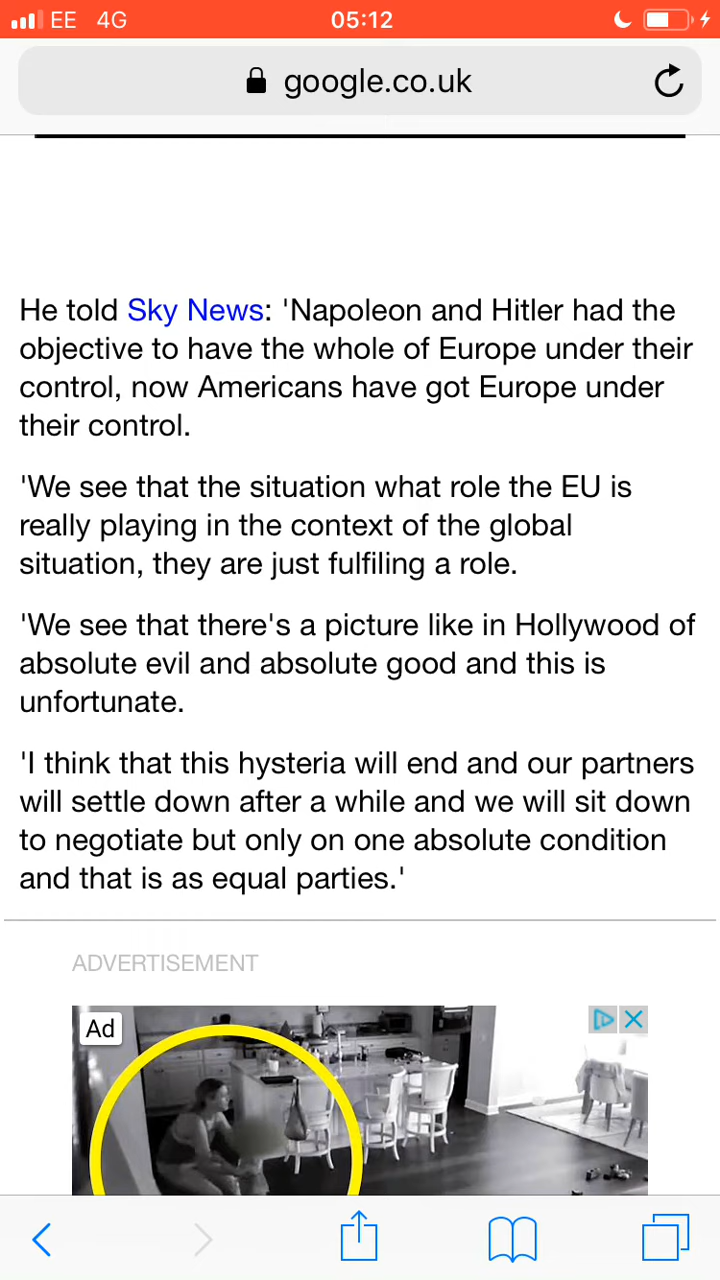 EE 4G 05:12
google.co.uk
He told Sky News: 'Napoleon and Hitler had the
objective to have the whole of Europe under their
control, now Americans have got Europe under
their control.
'We see that the situation what role the EU is
really playing in the context of the global
situation, they are just fulfiling a role.
'We see that there's a picture like in Hollywood of
absolute evil and absolute good and this is
unfortunate.
'I think that this hysteria will end and our partners
will settle down after a while and we will sit down
to negotiate but only on one absolute condition
and that is as equal parties.'
ADVERTISEMENT
Ad